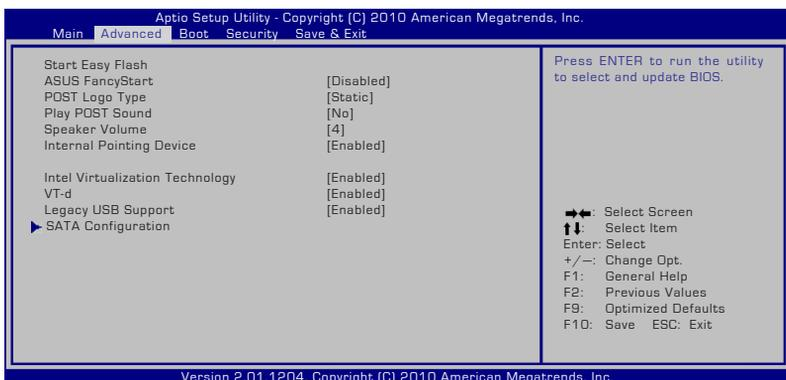 Aptio Setup Utility - Copyright (C) 2010 American Megatrends, Inc.
Main Advanced Boot Security Save & Exit
Start Easy Flash
ASUS FancyStart [Disabled]
POST Logo Type [Static]
Play POST Sound [No]
Speaker Volume [4]
Internal Pointing Device [Enabled]
Intel Virtualization Technology [Enabled]
VT-d [Enabled]
Legacy USB Support [Enabled]
SATA Configuration
Press ENTER to run the utility
to select and update BIOS.
→←: Select Screen
↑↓: Select Item
Enter: Select
+/—: Change Opt.
F1: General Help
F2: Previous Values
F9: Optimized Defaults
F10: Save ESC: Exit
Version 2.01.1204. Copyright (C) 2010 American Megatrends, Inc.